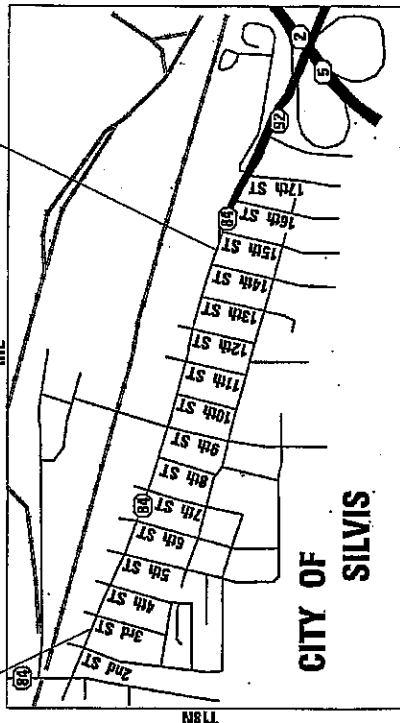 2
5
92
84
17th ST
16th ST
15th ST
14th ST
13th ST
12th ST
11th ST
10th ST
9th ST
8th ST
84
7th ST
6th ST
5th ST
4th ST
3rd ST
2nd ST
84
CITY OF
SILVIS
T18N